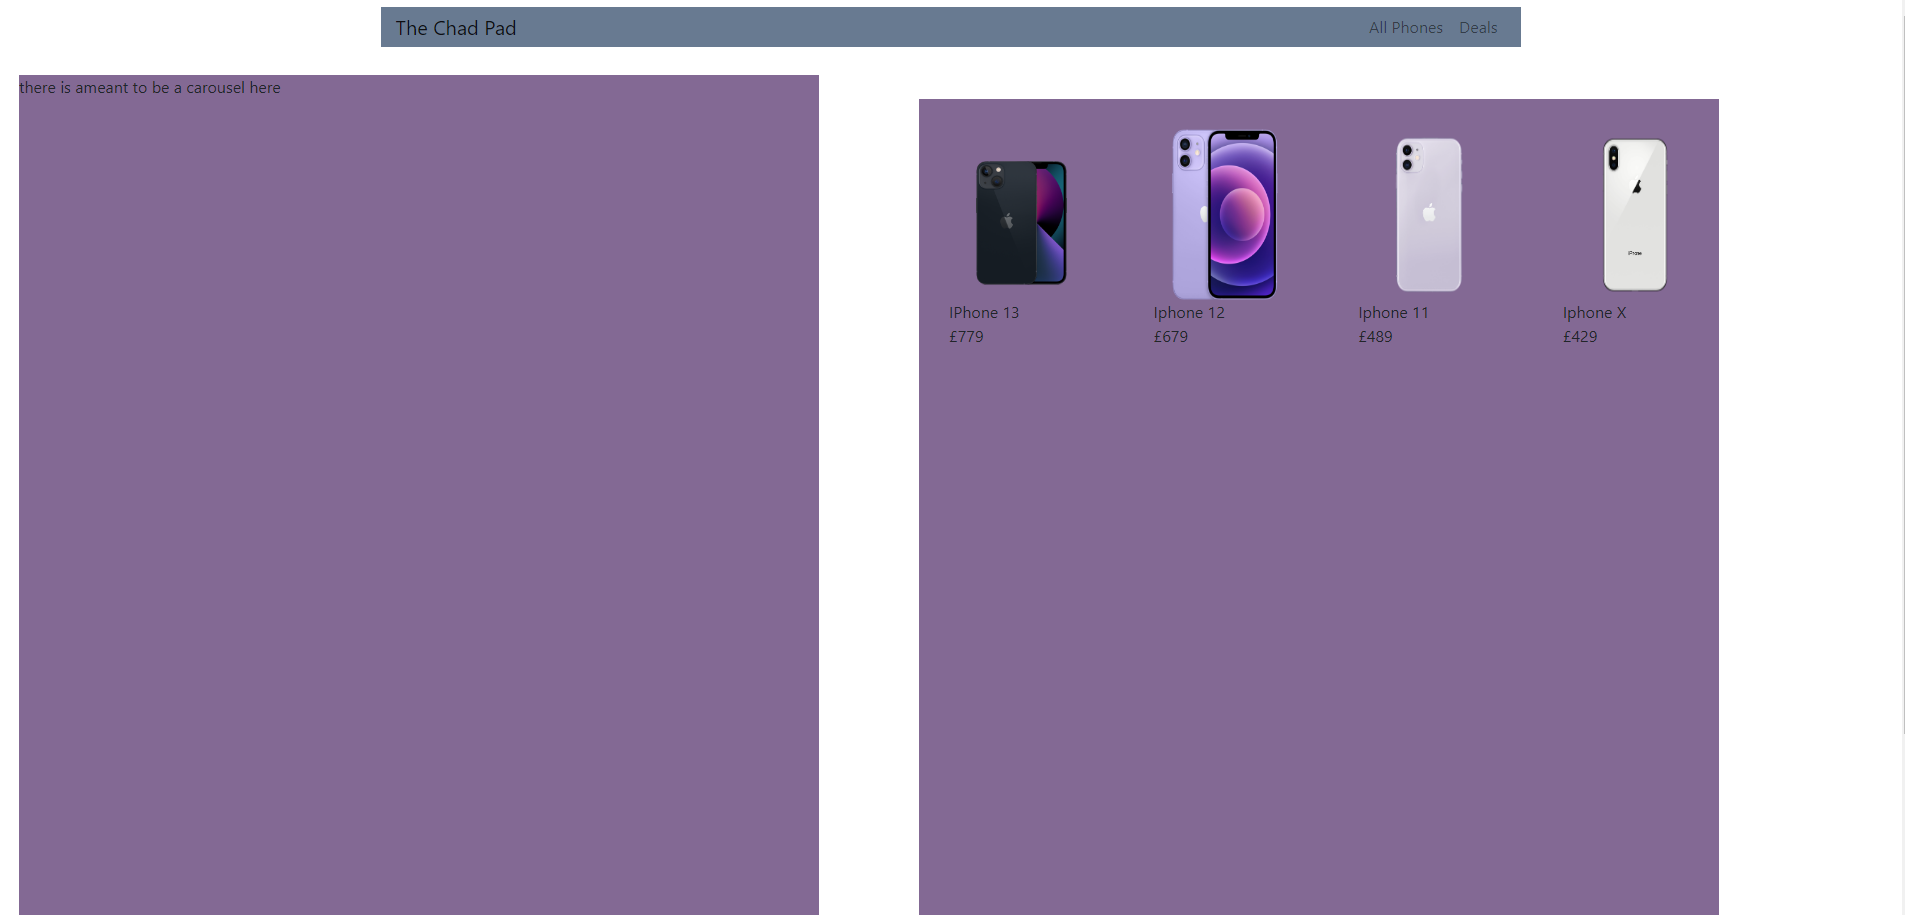 The Chad Pad
All Phones Deals
there is ameant to be a carousel here
IPhone 13
£779
Iphone 12
£679
Iphone 11
£489
Iphone X
£429